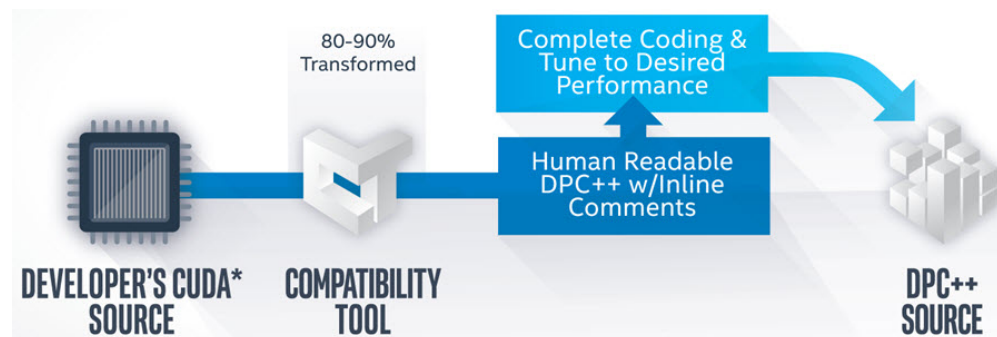 80-90%
Transformed
Complete Coding &
Tune to Desired
Performance
Human Readable
DPC++ w/Inline
Comments
DEVELOPER'S CUDA*
SOURCE
COMPATIBILITY
TOOL
DPC++
SOURCE